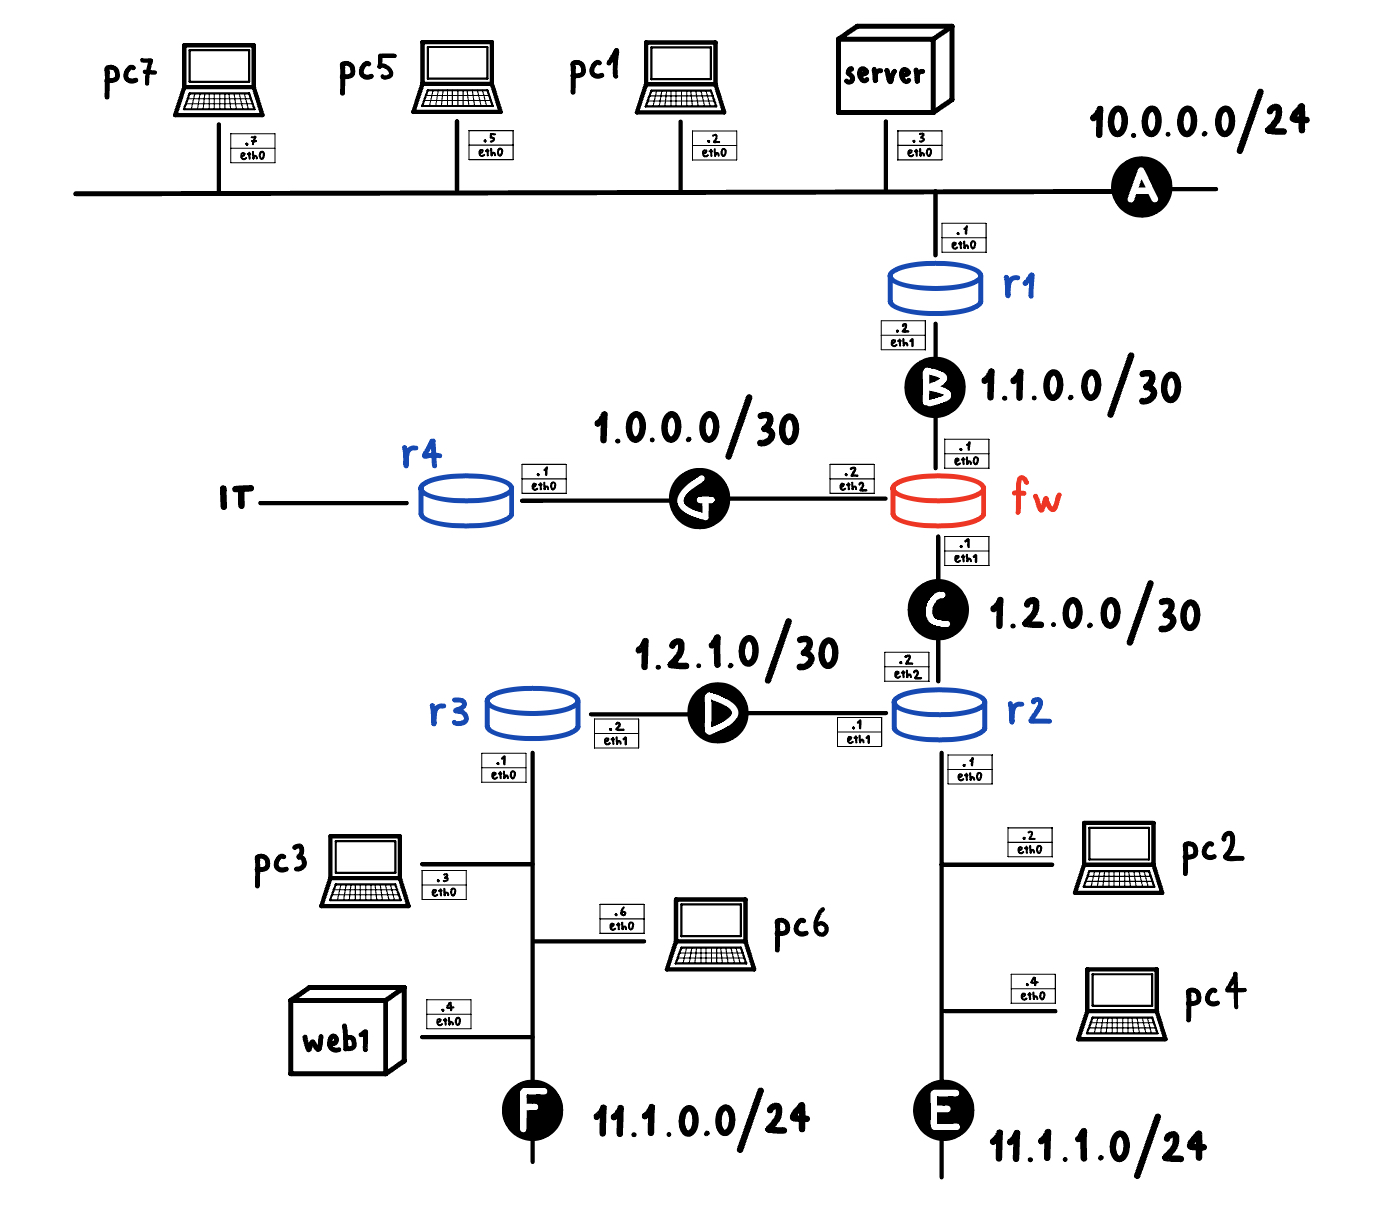 pc7
pc5
pc1
server
10.0.0.0/24
.7
eth0
.5
eth0
.2
eth0
.3
eth0
A
.1
eth0
r1
.2
eth1
B
1.1.0.0/30
1.0.0.0/30
r4
.1
eth0
.2
eth2
.1
eth0
IT
G
fw
.1
eth1
C
1.2.0.0/30
1.2.1.0/30
.2
eth2
r3
D
r2
.2
eth1
.1
eth1
.1
eth0
.1
eth0
pc3
.3
eth0
.2
eth0
pc2
.6
eth0
pc6
.4
eth0
pc4
web1
.4
eth0
F
11.1.0.0/24
E
11.1.1.0/24